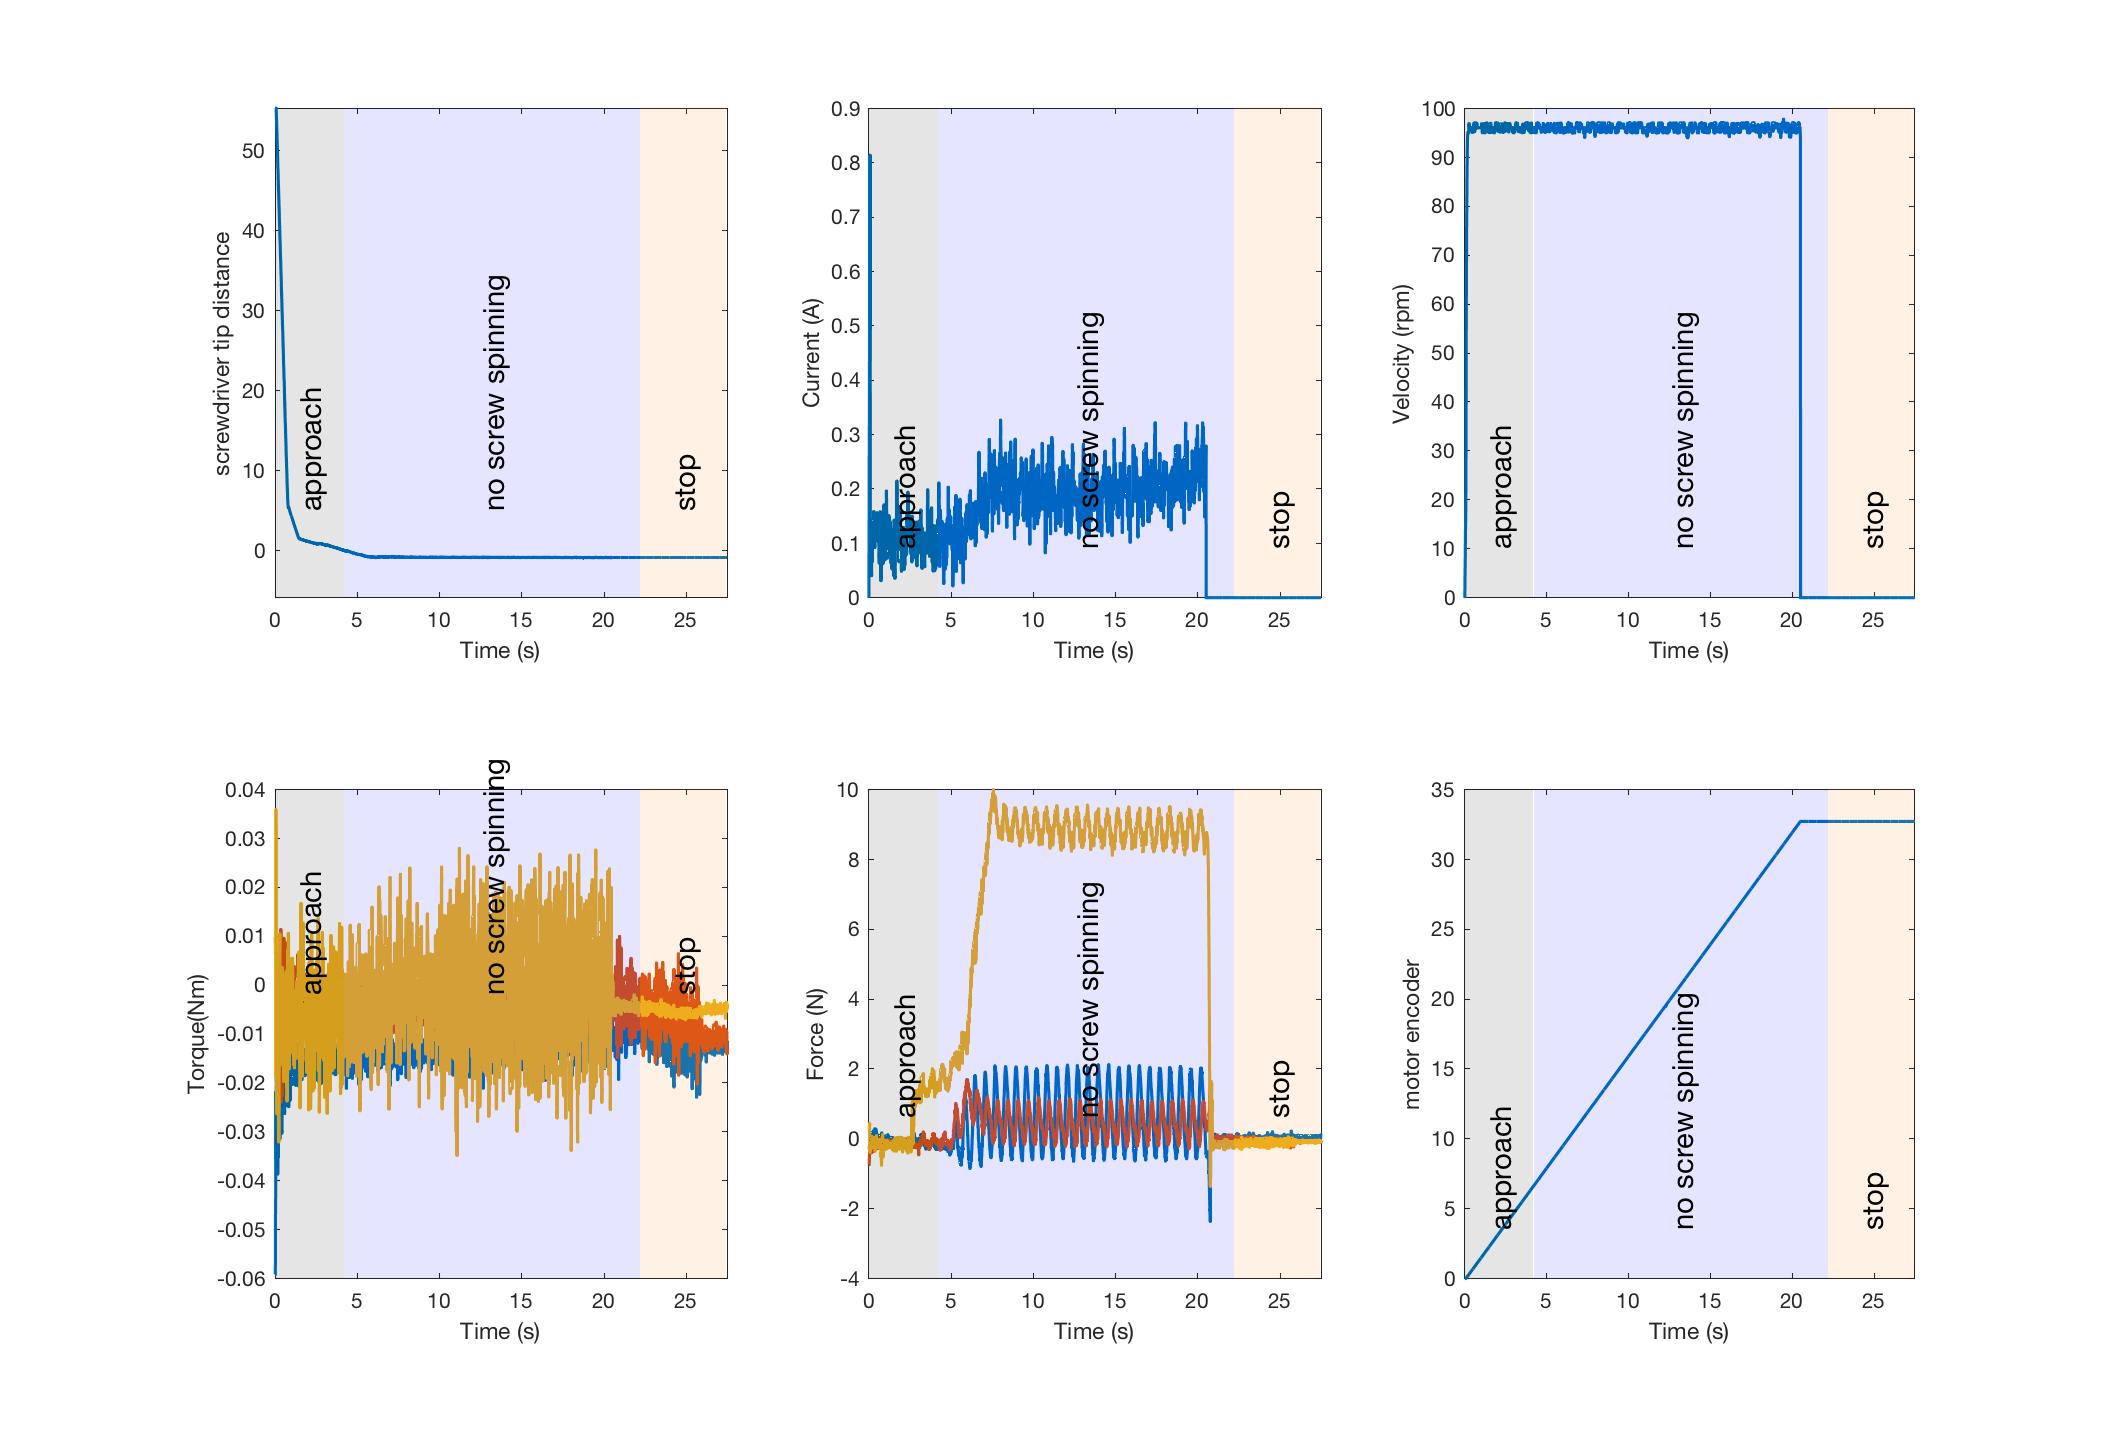 screwdriver tip distance
50
40
30
20
10
0
approach
no screw spinning
stop
0 5 10 15 20 25
Time (s)
Current (A)
0.9
0.8
0.7
0.6
0.5
0.4
0.3
0.2
0.1
0
approach
no screw spinning
stop
0 5 10 15 20 25
Time (s)
Velocity (rpm)
100
90
80
70
60
50
40
30
20
10
0
approach
no screw spinning
stop
0 5 10 15 20 25
Time (s)
Torque(Nm)
0.04
0.03
0.02
0.01
0
-0.01
-0.02
-0.03
-0.04
-0.05
-0.06
approach
no screw spinning
stop
0 5 10 15 20 25
Time (s)
Force (N)
10
8
6
4
2
0
-2
-4
approach
no screw spinning
stop
0 5 10 15 20 25
Time (s)
motor encoder
35
30
25
20
15
10
5
0
approach
no screw spinning
stop
0 5 10 15 20 25
Time (s)